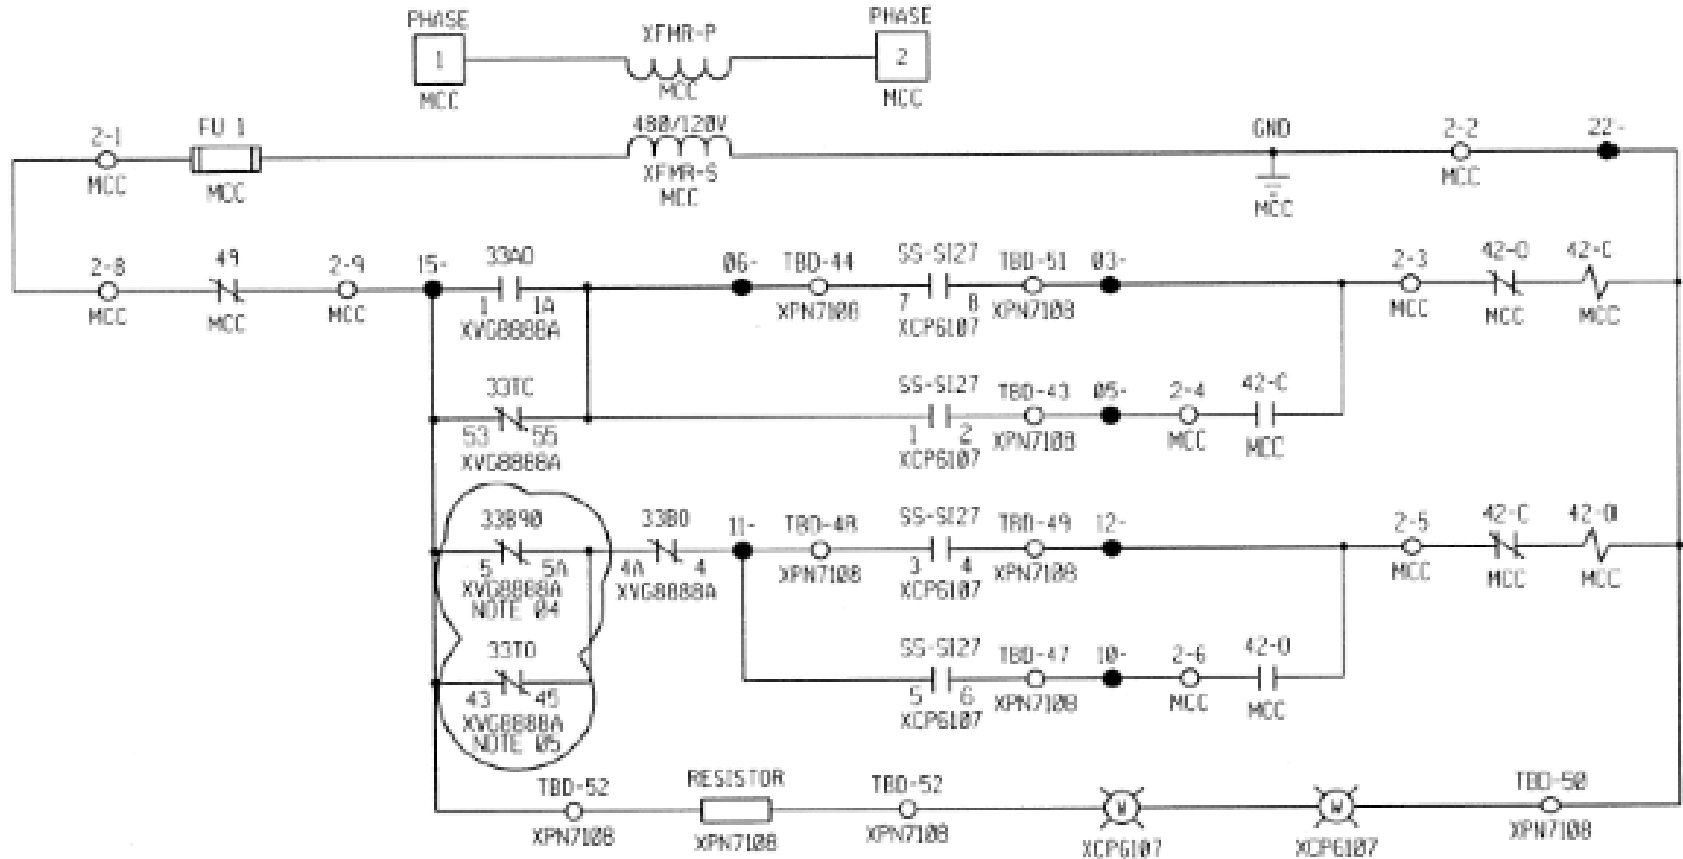 PHASE
PHASE
XFMR-P
1
2
MCC
MCC
MCC
480/120V
2-1
FU 1
GND
2-2
22-
MCC
MCC
XFMR-S
MCC
MCC
MCC
2-8
49
2-9
15-
33AO
06-
TBD-44
SS-SI27
TBD-51
03-
2-3
42-O
42-C
1
1A
7
8
MCC
MCC
MCC
XVG8888A
XPN7108
XCP6107
XPN7108
MCC
MCC
MCC
33TC
SS-SI27
TBD-43
05-
2-4
42-C
53
55
1
2
XVG8888A
XCP6107
XPN7108
MCC
MCC
33B90
33BO
11-
TBD-48
SS-SI27
TBD-49
12-
2-5
42-C
42-O
5
5A
4A
4
3
4
XVG8888A
XVG8888A
XPN7108
XCP6107
XPN7108
MCC
MCC
MCC
NOTE 04
33TO
SS-SI27
TBD-47
10-
2-6
42-O
43
45
5
6
XVG8888A
XCP6107
XPN7108
MCC
MCC
NOTE 05
TBD-52
RESISTOR
TBD-52
TBD-50
W
W
XPN7108
XPN7108
XPN7108
XCP6107
XCP6107
XPN7108